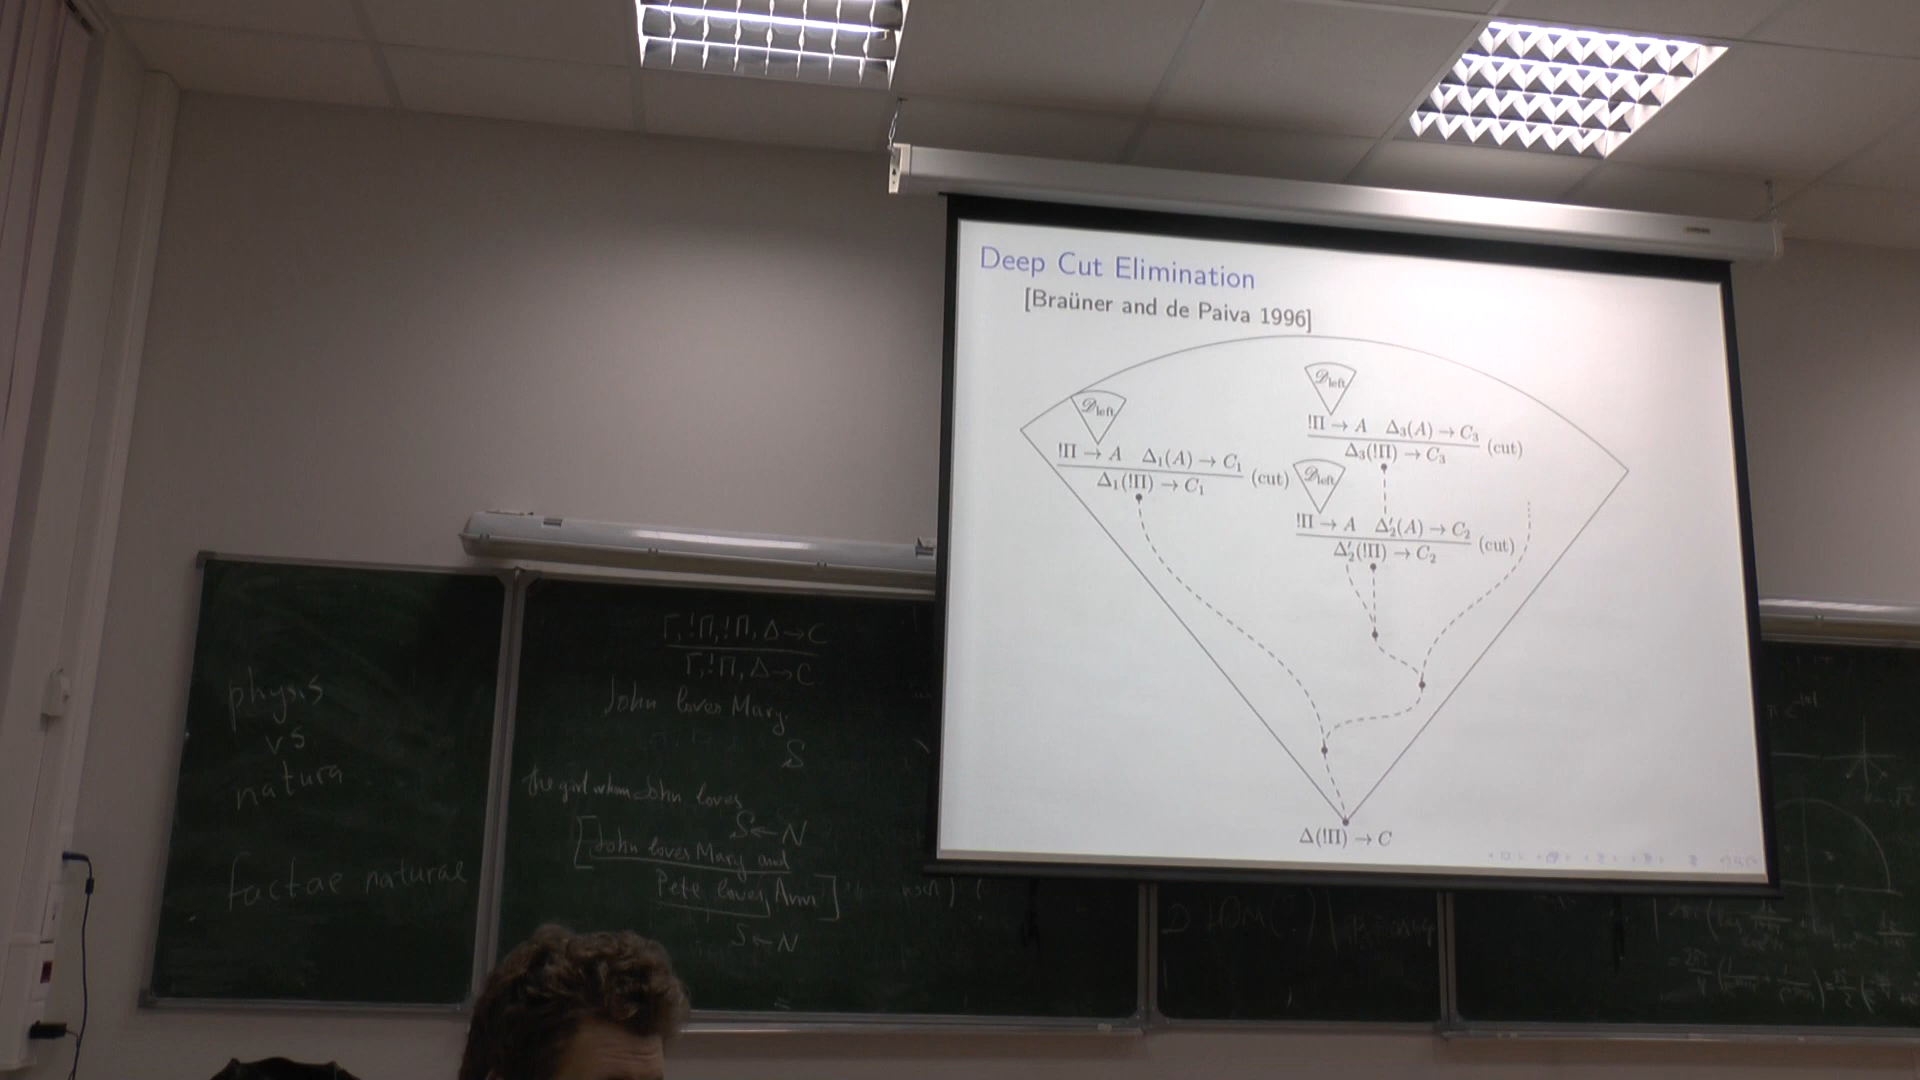 Deep Cut Elimination
[Braüner and de Paiva 1996]
𝒟left
!Π → A Δ₃(A) → C₃
(cut)
Δ₃(!Π) → C₃
𝒟left
!Π → A Δ₁(A) → C₁
(cut)
Δ₁(!Π) → C₁
𝒟left
!Π → A Δ′₂(A) → C₂
(cut)
Δ′₂(!Π) → C₂
Δ(!Π) → C
physis
vs
natura
factae naturae
Γ, !Π, !Π, Δ → C
Γ, !Π, Δ → C
John loves Mary.
S
the girl whom John loves
S ← N
[John loves Mary and
Pete loves Ann]
S ← N